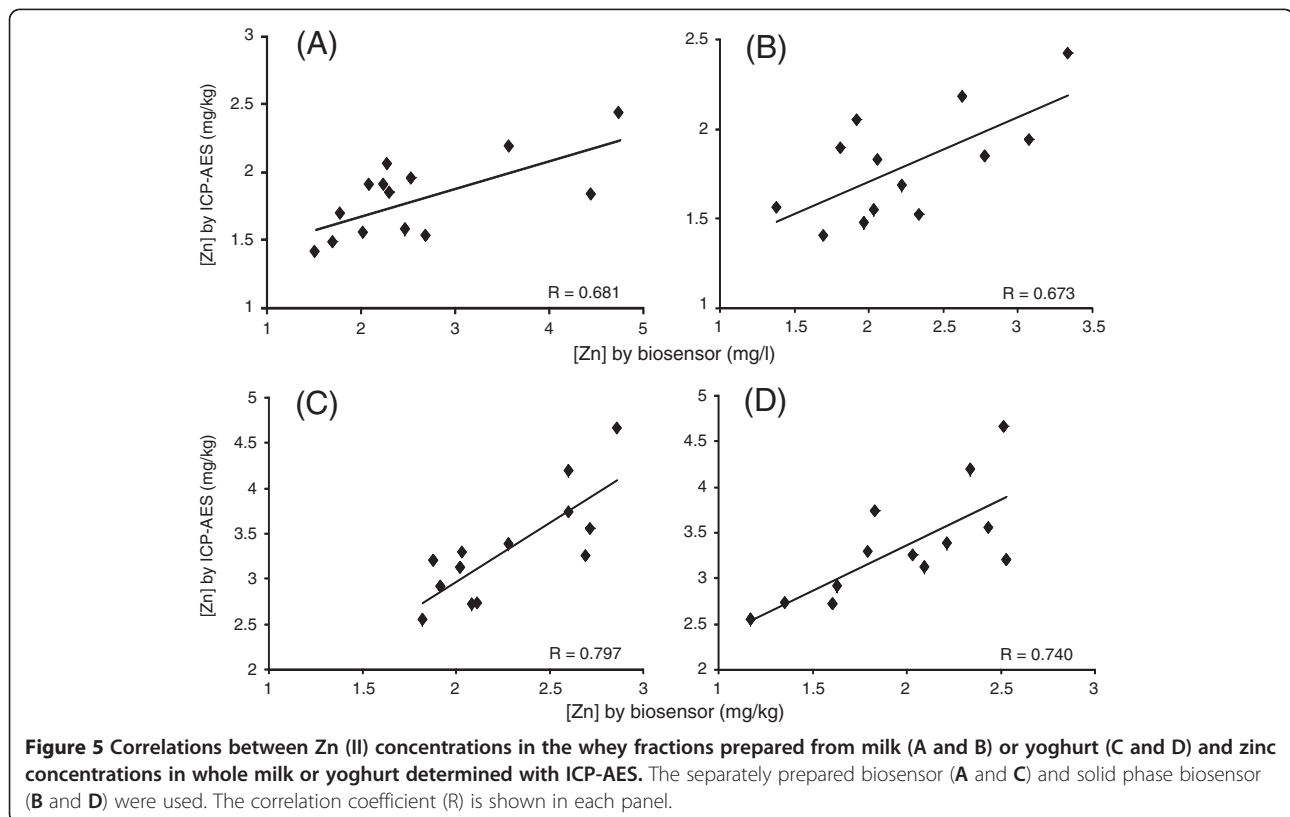 (A)
3
2.5
2
1.5
1
[Zn] by ICP-AES (mg/kg)
R = 0.681
1 2 3 4 5
(B)
2.5
2
1.5
1
R = 0.673
1 1.5 2 2.5 3 3.5
[Zn] by biosensor (mg/l)
(C)
5
4.5
4
3.5
3
2.5
2
[Zn] by ICP-AES (mg/kg)
R = 0.797
1 1.5 2 2.5 3
(D)
5
4.5
4
3.5
3
2.5
2
R = 0.740
1 1.5 2 2.5 3
[Zn] by biosensor (mg/kg)
Figure 5 Correlations between Zn (II) concentrations in the whey fractions prepared from milk (A and B) or yoghurt (C and D) and zinc
concentrations in whole milk or yoghurt determined with ICP-AES. The separately prepared biosensor (A and C) and solid phase biosensor
(B and D) were used. The correlation coefficient (R) is shown in each panel.